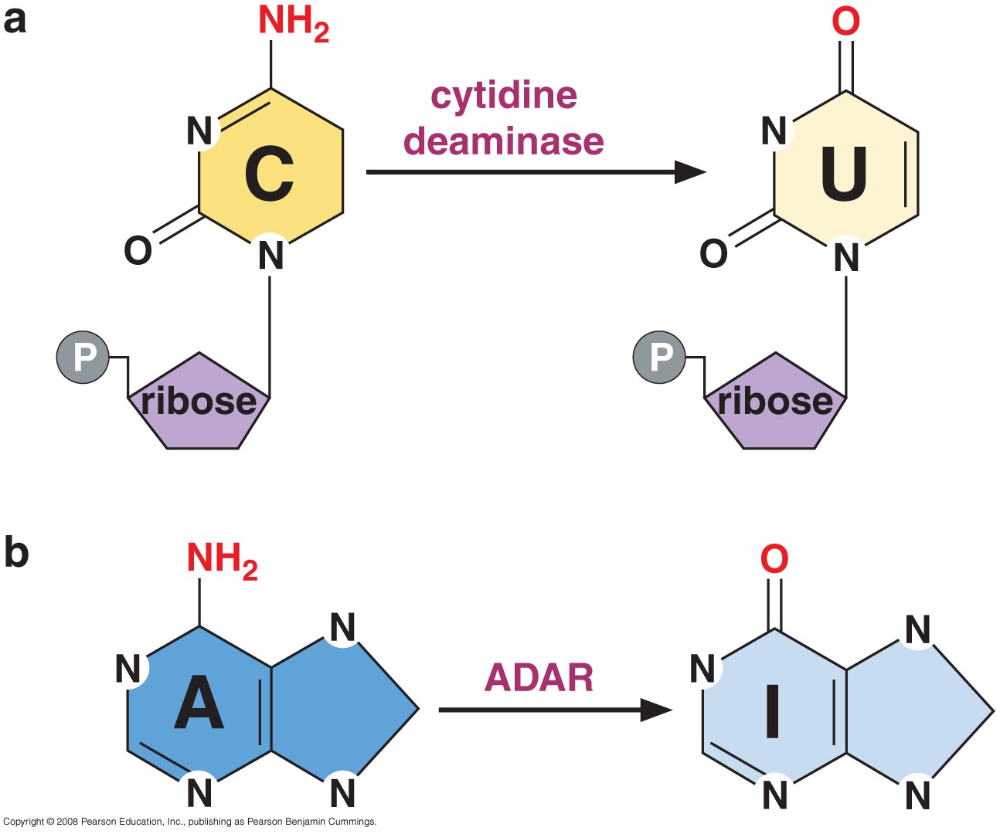 a
NH₂
O
cytidine
deaminase
N
C
O
N
N
U
O
N
P
ribose
P
ribose
b
NH₂
O
N
N
A
N
N
ADAR
N
N
I
N
N
Copyright © 2008 Pearson Education, Inc., publishing as Pearson Benjamin Cummings.